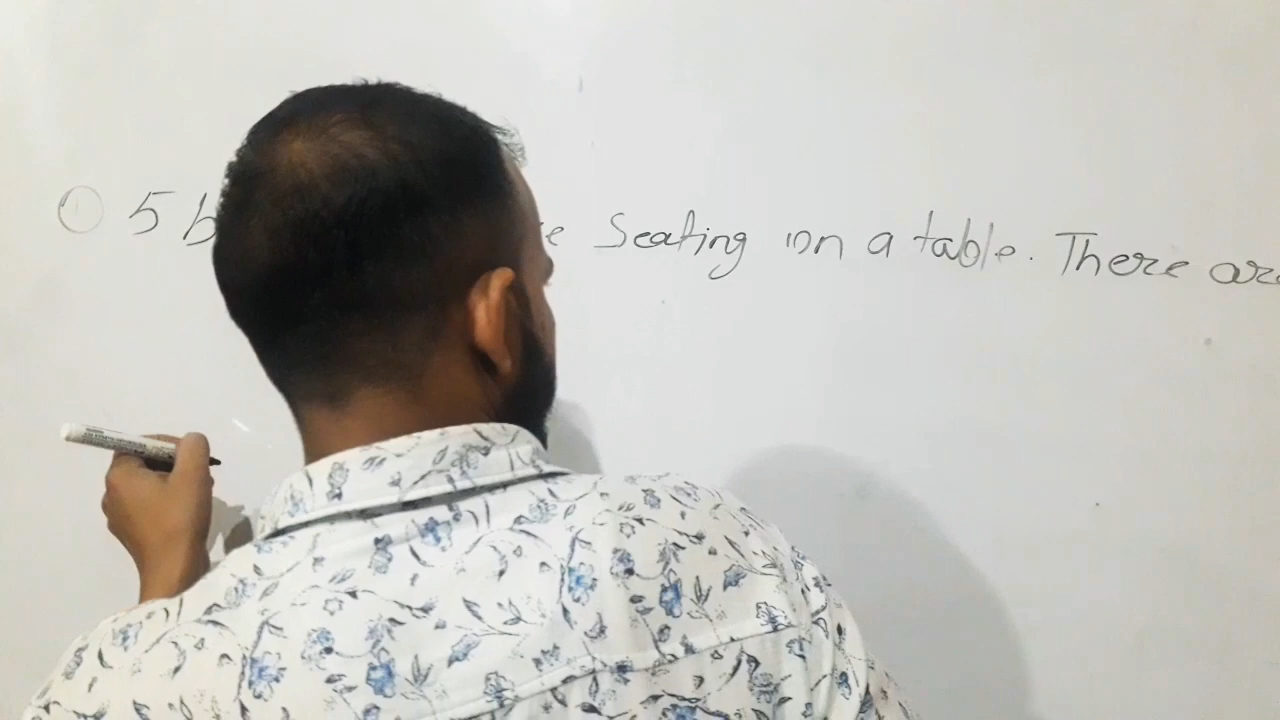 ① 5 seating on a table. There are